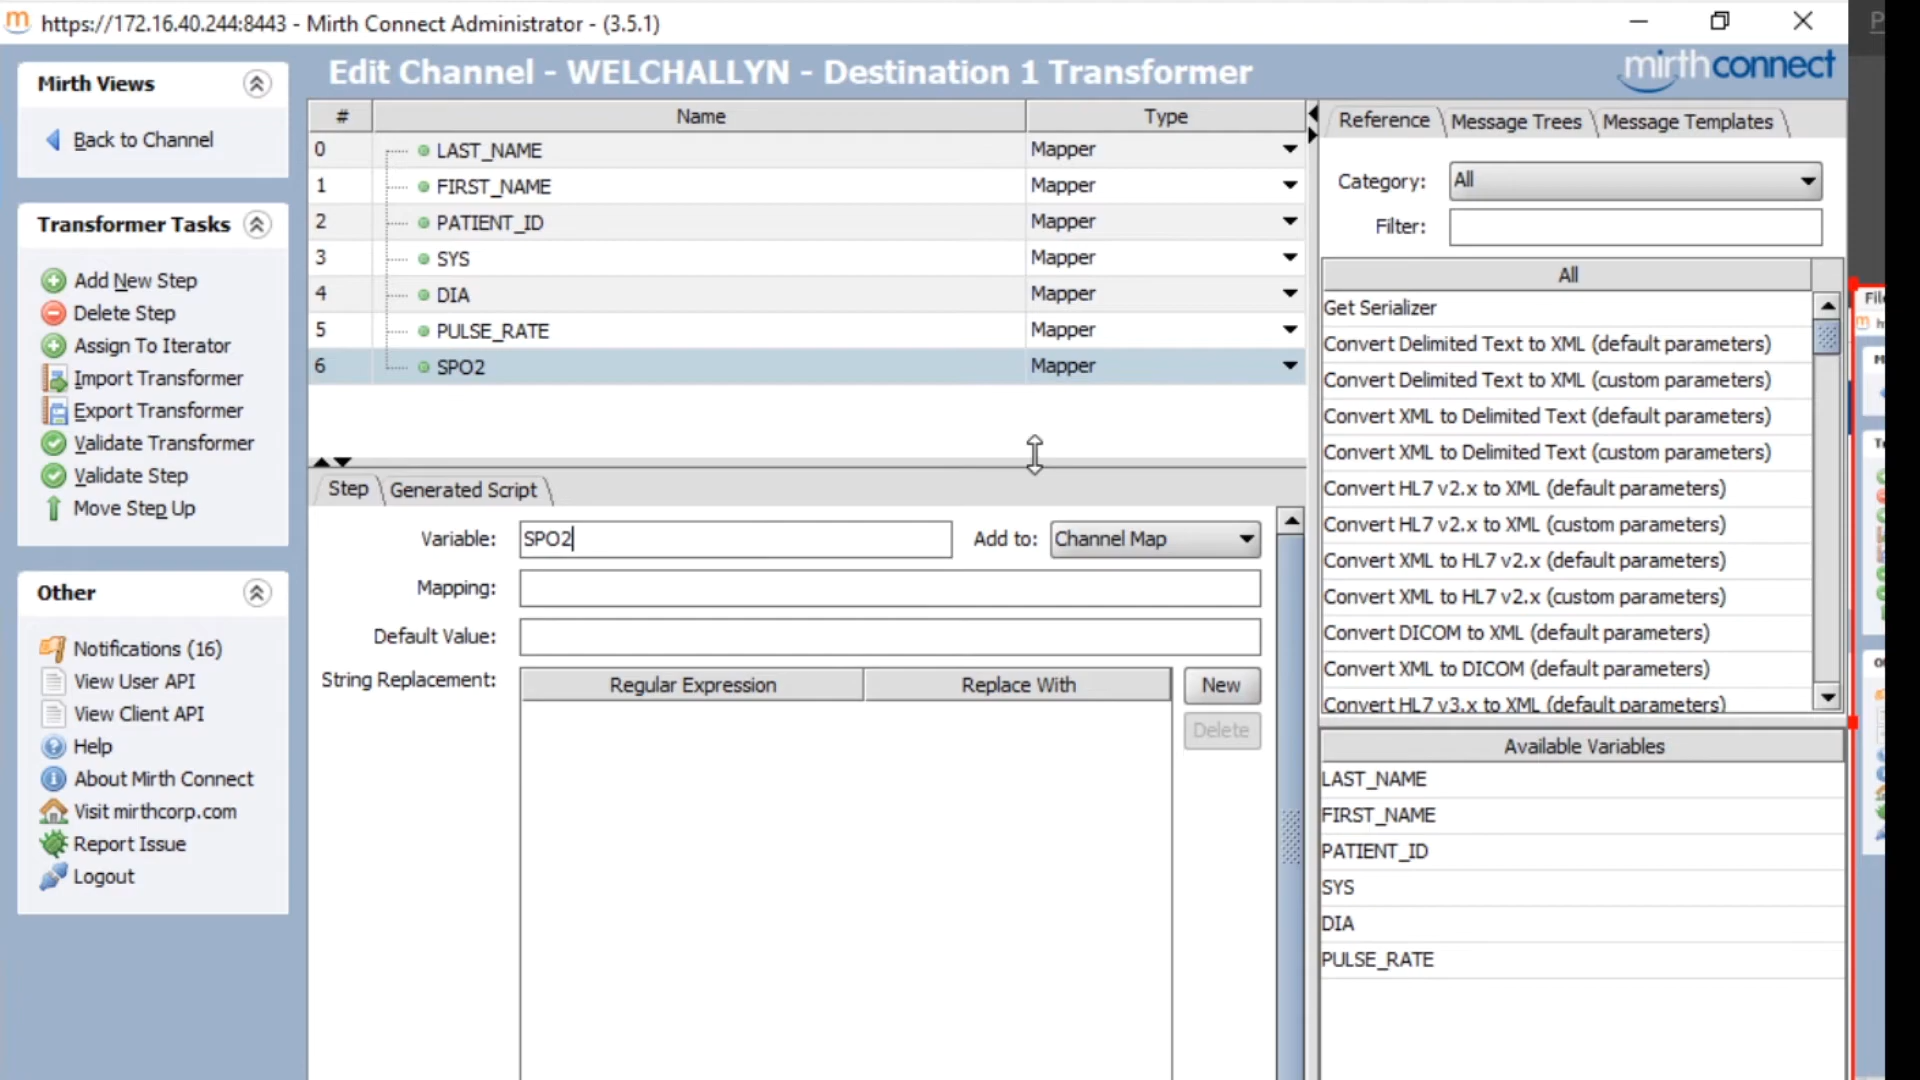 m https://172.16.40.244:8443 - Mirth Connect Administrator - (3.5.1)
Mirth Views
Back to Channel
Transformer Tasks
Add New Step
Delete Step
Assign To Iterator
Import Transformer
Export Transformer
Validate Transformer
Validate Step
Move Step Up
Other
Notifications (16)
View User API
View Client API
Help
About Mirth Connect
Visit mirthcorp.com
Report Issue
Logout
Edit Channel - WELCHALLYN - Destination 1 Transformer
mirthconnect
# Name Type
0 LAST_NAME Mapper
1 FIRST_NAME Mapper
2 PATIENT_ID Mapper
3 SYS Mapper
4 DIA Mapper
5 PULSE_RATE Mapper
6 SPO2 Mapper
Step Generated Script
Variable: SPO2 Add to: Channel Map
Mapping:
Default Value:
String Replacement: Regular Expression Replace With New
Delete
Reference Message Trees Message Templates
Category: All
Filter:
All
Get Serializer
Convert Delimited Text to XML (default parameters)
Convert Delimited Text to XML (custom parameters)
Convert XML to Delimited Text (default parameters)
Convert XML to Delimited Text (custom parameters)
Convert HL7 v2.x to XML (default parameters)
Convert HL7 v2.x to XML (custom parameters)
Convert XML to HL7 v2.x (default parameters)
Convert XML to HL7 v2.x (custom parameters)
Convert DICOM to XML (default parameters)
Convert XML to DICOM (default parameters)
Convert HL7 v3.x to XML (default parameters)
Available Variables
LAST_NAME
FIRST_NAME
PATIENT_ID
SYS
DIA
PULSE_RATE